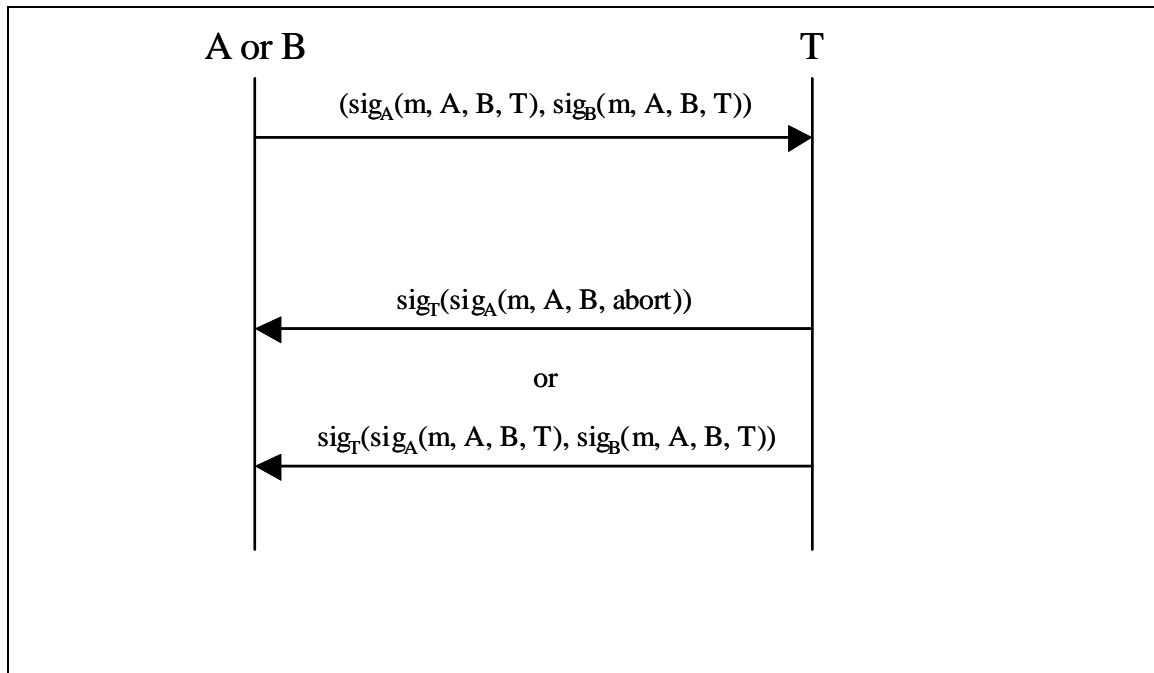 A or B T
(sigA(m, A, B, T), sigB(m, A, B, T))
sigT(sigA(m, A, B, abort))
or
sigT(sigA(m, A, B, T), sigB(m, A, B, T))